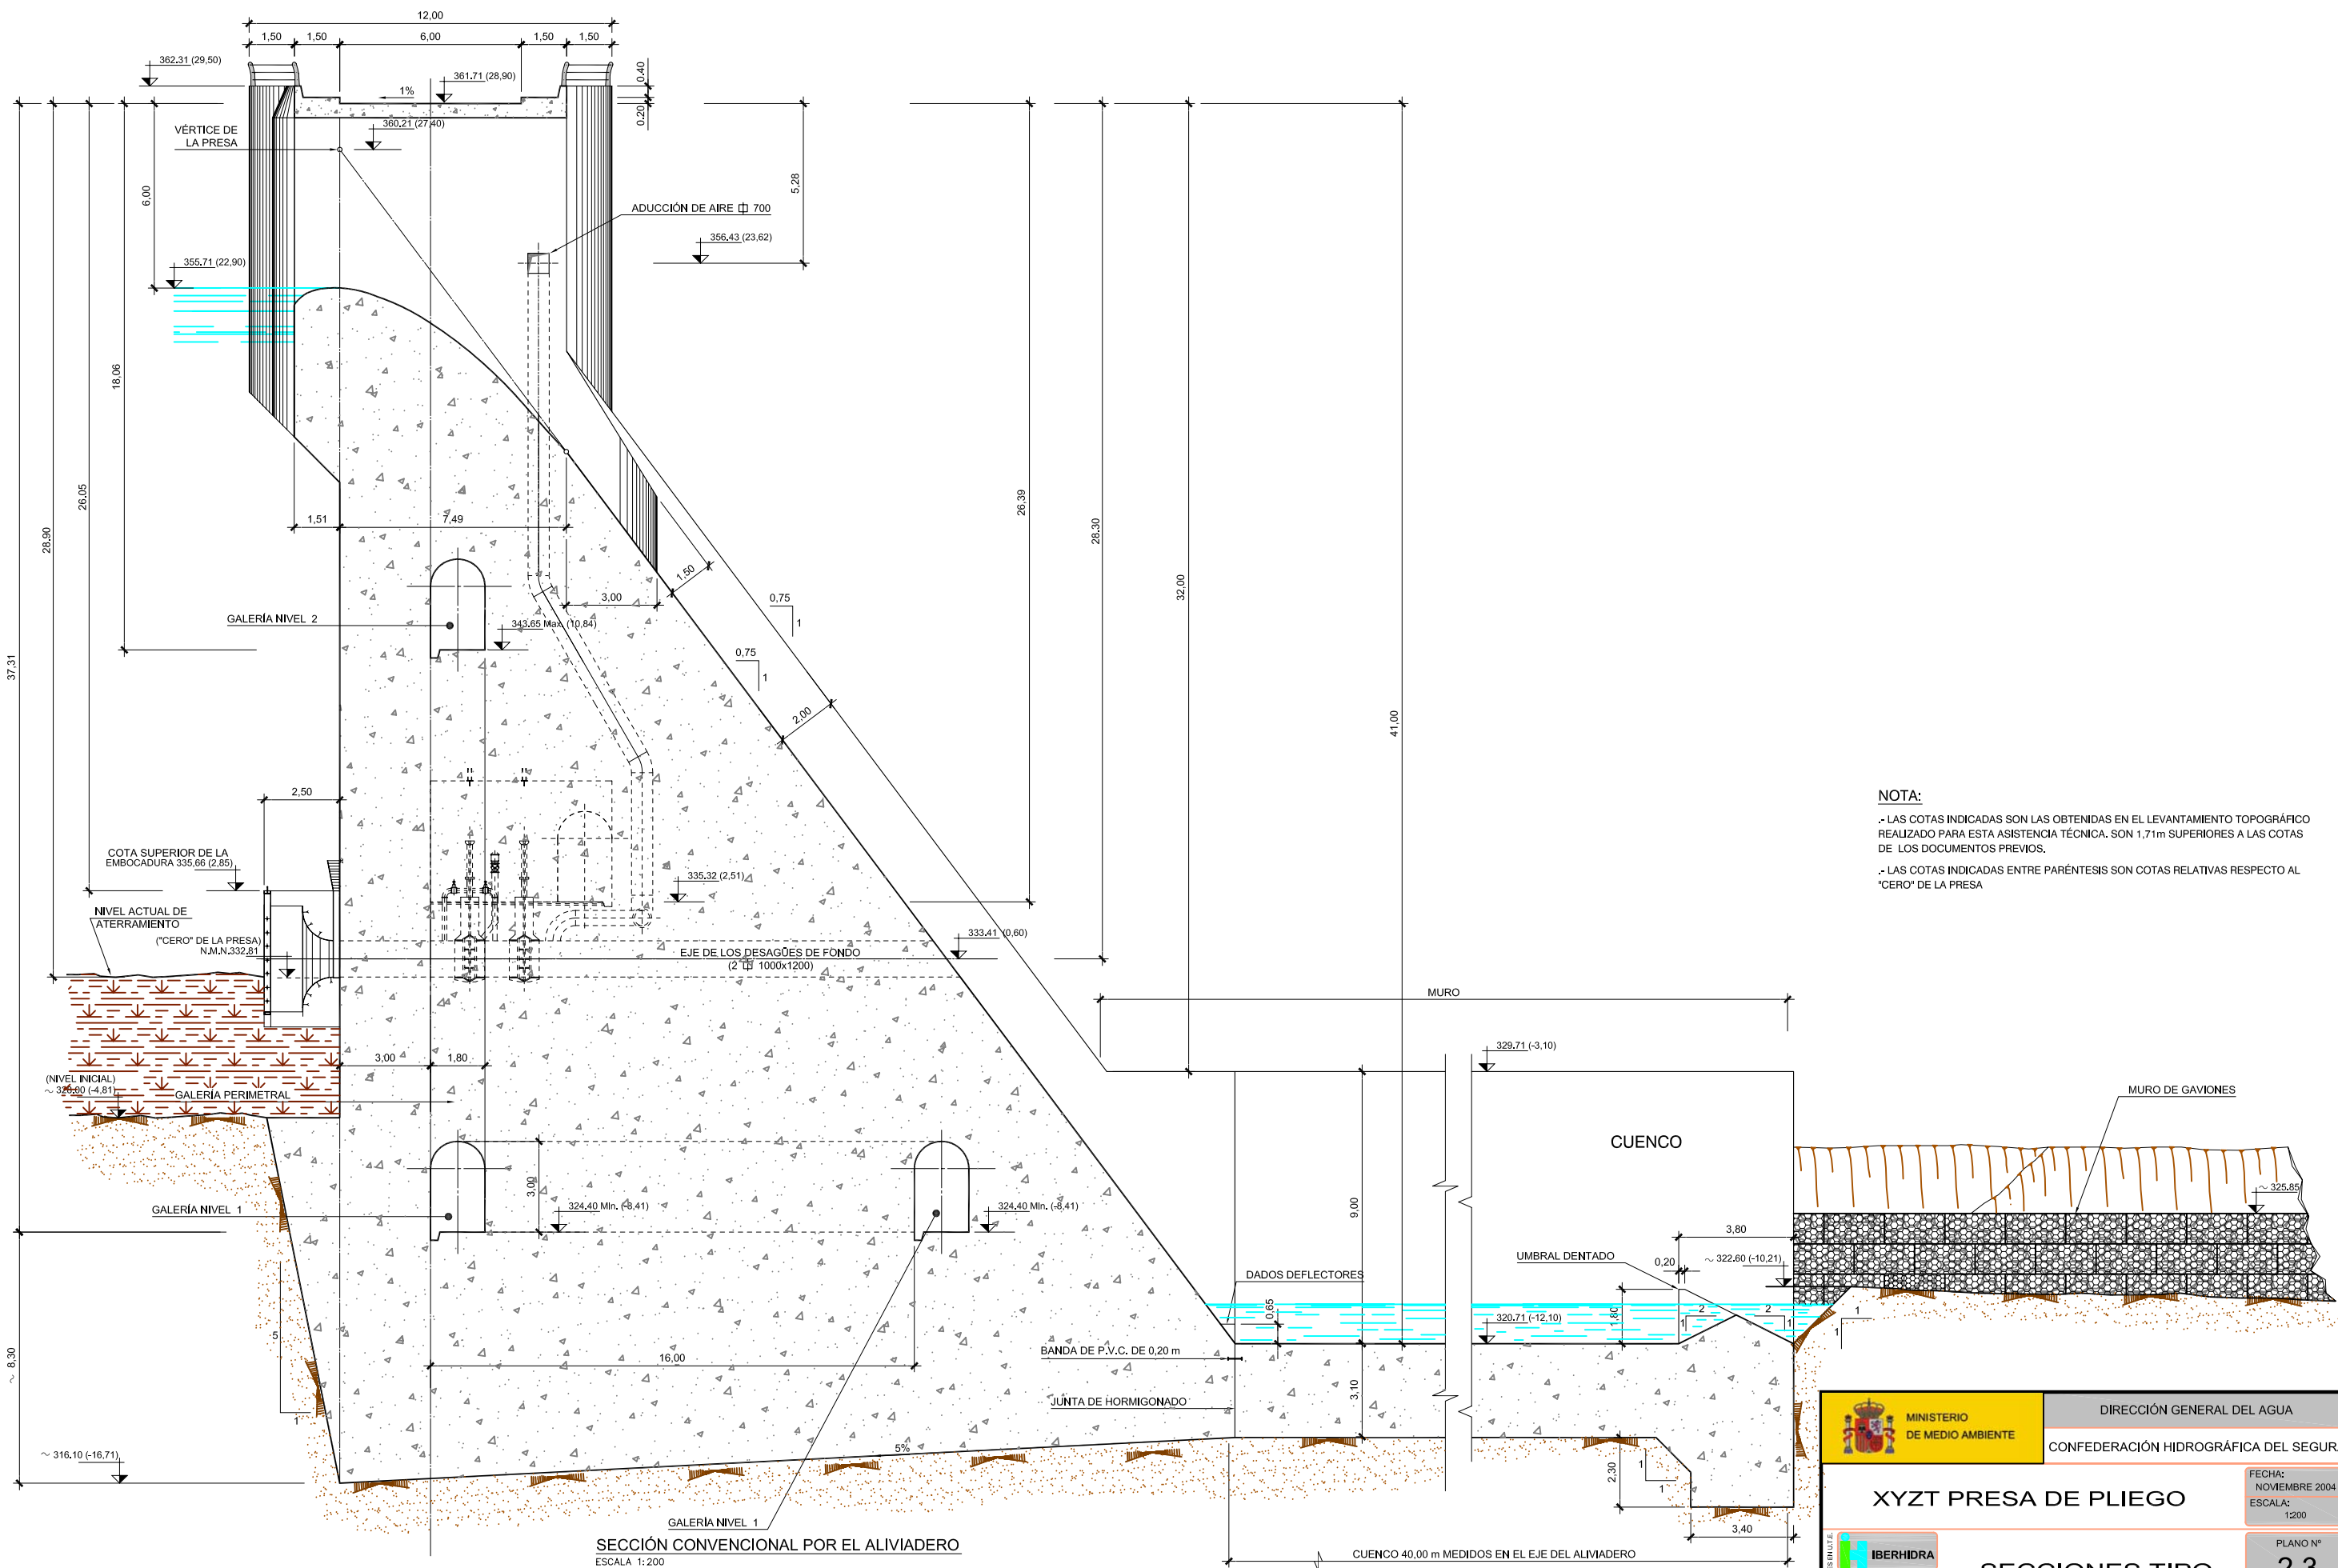 12,00
1,50
1,50
6,00
1,50
1,50
362.31 (29,50)
361.71 (28,90)
1%
0.40
0.20
360,21 (27,40)
VÉRTICE DE
LA PRESA
6,00
5,28
ADUCCIÓN DE AIRE 700
356,43 (23,62)
355.71 (22,90)
18,06
26.05
28.90
37,31
1,51
7,49
26,39
28.30
32,00
41,00
1,50
3,00
0,75
1
0,75
1
2,00
GALERÍA NIVEL 2
343.65 Max. (10,84)
2,50
NOTA:
.- LAS COTAS INDICADAS SON LAS OBTENIDAS EN EL LEVANTAMIENTO TOPOGRÁFICO
REALIZADO PARA ESTA ASISTENCIA TÉCNICA. SON 1,71m SUPERIORES A LAS COTAS
DE LOS DOCUMENTOS PREVIOS.
.- LAS COTAS INDICADAS ENTRE PARÉNTESIS SON COTAS RELATIVAS RESPECTO AL
"CERO" DE LA PRESA
COTA SUPERIOR DE LA
EMBOCADURA 335,66 (2,85)
335.32 (2,51)
NIVEL ACTUAL DE
ATERRAMIENTO
("CERO" DE LA PRESA)
N.M.N.332,81
333.41 (0,60)
EJE DE LOS DESAGÜES DE FONDO
(2 1000x1200)
MURO
3,00
1,80
329.71 (-3,10)
(NIVEL INICIAL)
~ 328,00 (-4,81)
GALERÍA PERIMETRAL
MURO DE GAVIONES
CUENCO
3,00
9,00
~ 325.85
GALERÍA NIVEL 1
324.40 Mín. (-8,41)
324.40 Mín. (-8,41)
3,80
UMBRAL DENTADO
0,20
~ 322.60 (-10,21)
DADOS DEFLECTORES
0,65
1,80
320.71 (-12,10)
2
2
1
1
1
1
5
1
16,00
BANDA DE P.V.C. DE 0,20 m
3,10
JUNTA DE HORMIGONADO
~ 8,30
~ 316.10 (-16,71)
5%
2,30
1
1
3,40
GALERÍA NIVEL 1
SECCIÓN CONVENCIONAL POR EL ALIVIADERO
ESCALA 1:200
CUENCO 40,00 m MEDIDOS EN EL EJE DEL ALIVIADERO
MINISTERIO
DE MEDIO AMBIENTE
DIRECCIÓN GENERAL DEL AGUA
CONFEDERACIÓN HIDROGRÁFICA DEL SEGURA
XYZT PRESA DE PLIEGO
FECHA:
NOVIEMBRE 2004
ESCALA:
1:200
IBERHIDRA
SECCIONES TIPO
PLANO Nº
2.3